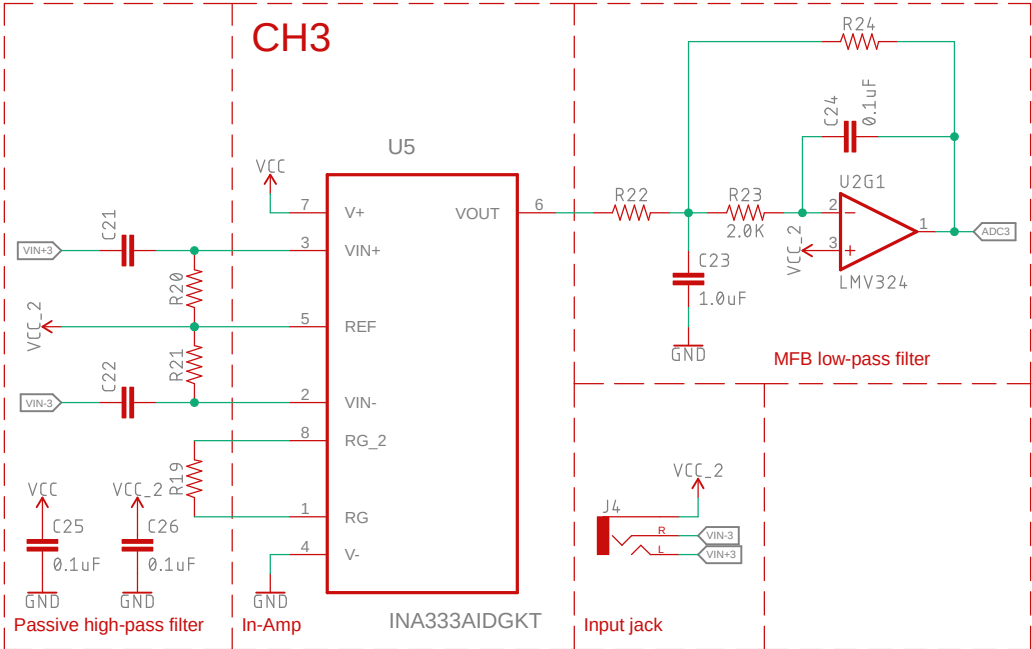 CH3
R24
C24
0.1uF
U5
VCC
U2G1
7
V+
VOUT
6
R22
R23
2.0K
2
1
ADC3
C21
VIN+3
3
VIN+
VCC_2
3
LMV324
R20
C23
1.0uF
VCC_2
5
REF
GND
MFB low-pass filter
R21
C22
VIN-3
2
VIN-
8
RG_2
R19
VCC
VCC_2
VCC_2
C25
C26
1
RG
J4
R
VIN-3
L
VIN+3
0.1uF
0.1uF
4
V-
GND
GND
GND
Passive high-pass filter
In-Amp
INA333AIDGKT
Input jack